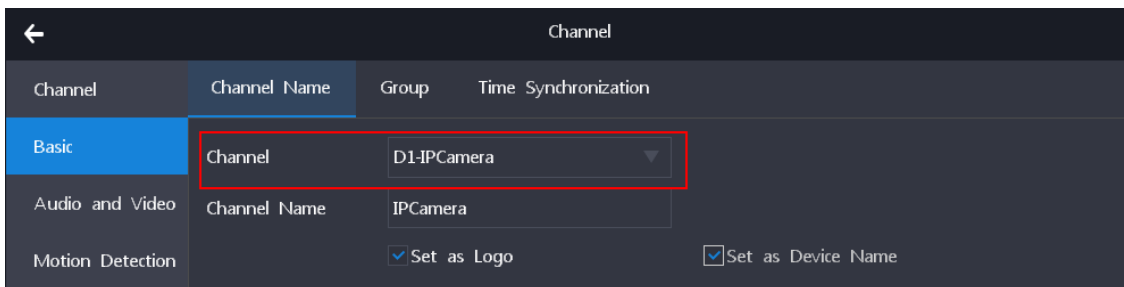 Channel
Channel
Channel Name Group Time Synchronization
Basic
Channel D1-IPCamera
Audio and Video
Channel Name IPCamera
Motion Detection
Set as Logo Set as Device Name